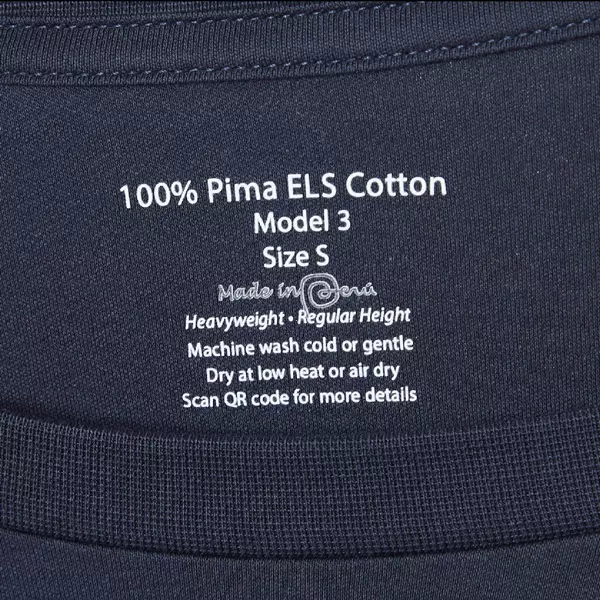 100% Pima ELS Cotton
Model 3
Size S
Made in Perú
Heavyweight • Regular Height
Machine wash cold or gentle
Dry at low heat or air dry
Scan QR code for more details